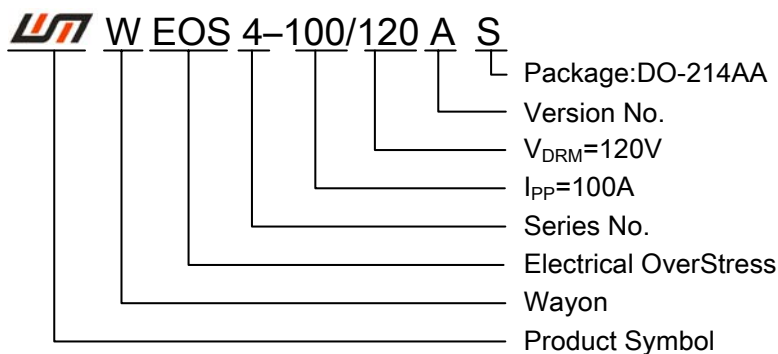 W EOS 4–100/120 A S
Package:DO-214AA
Version No.
VDRM=120V
IPP=100A
Series No.
Electrical OverStress
Wayon
Product Symbol